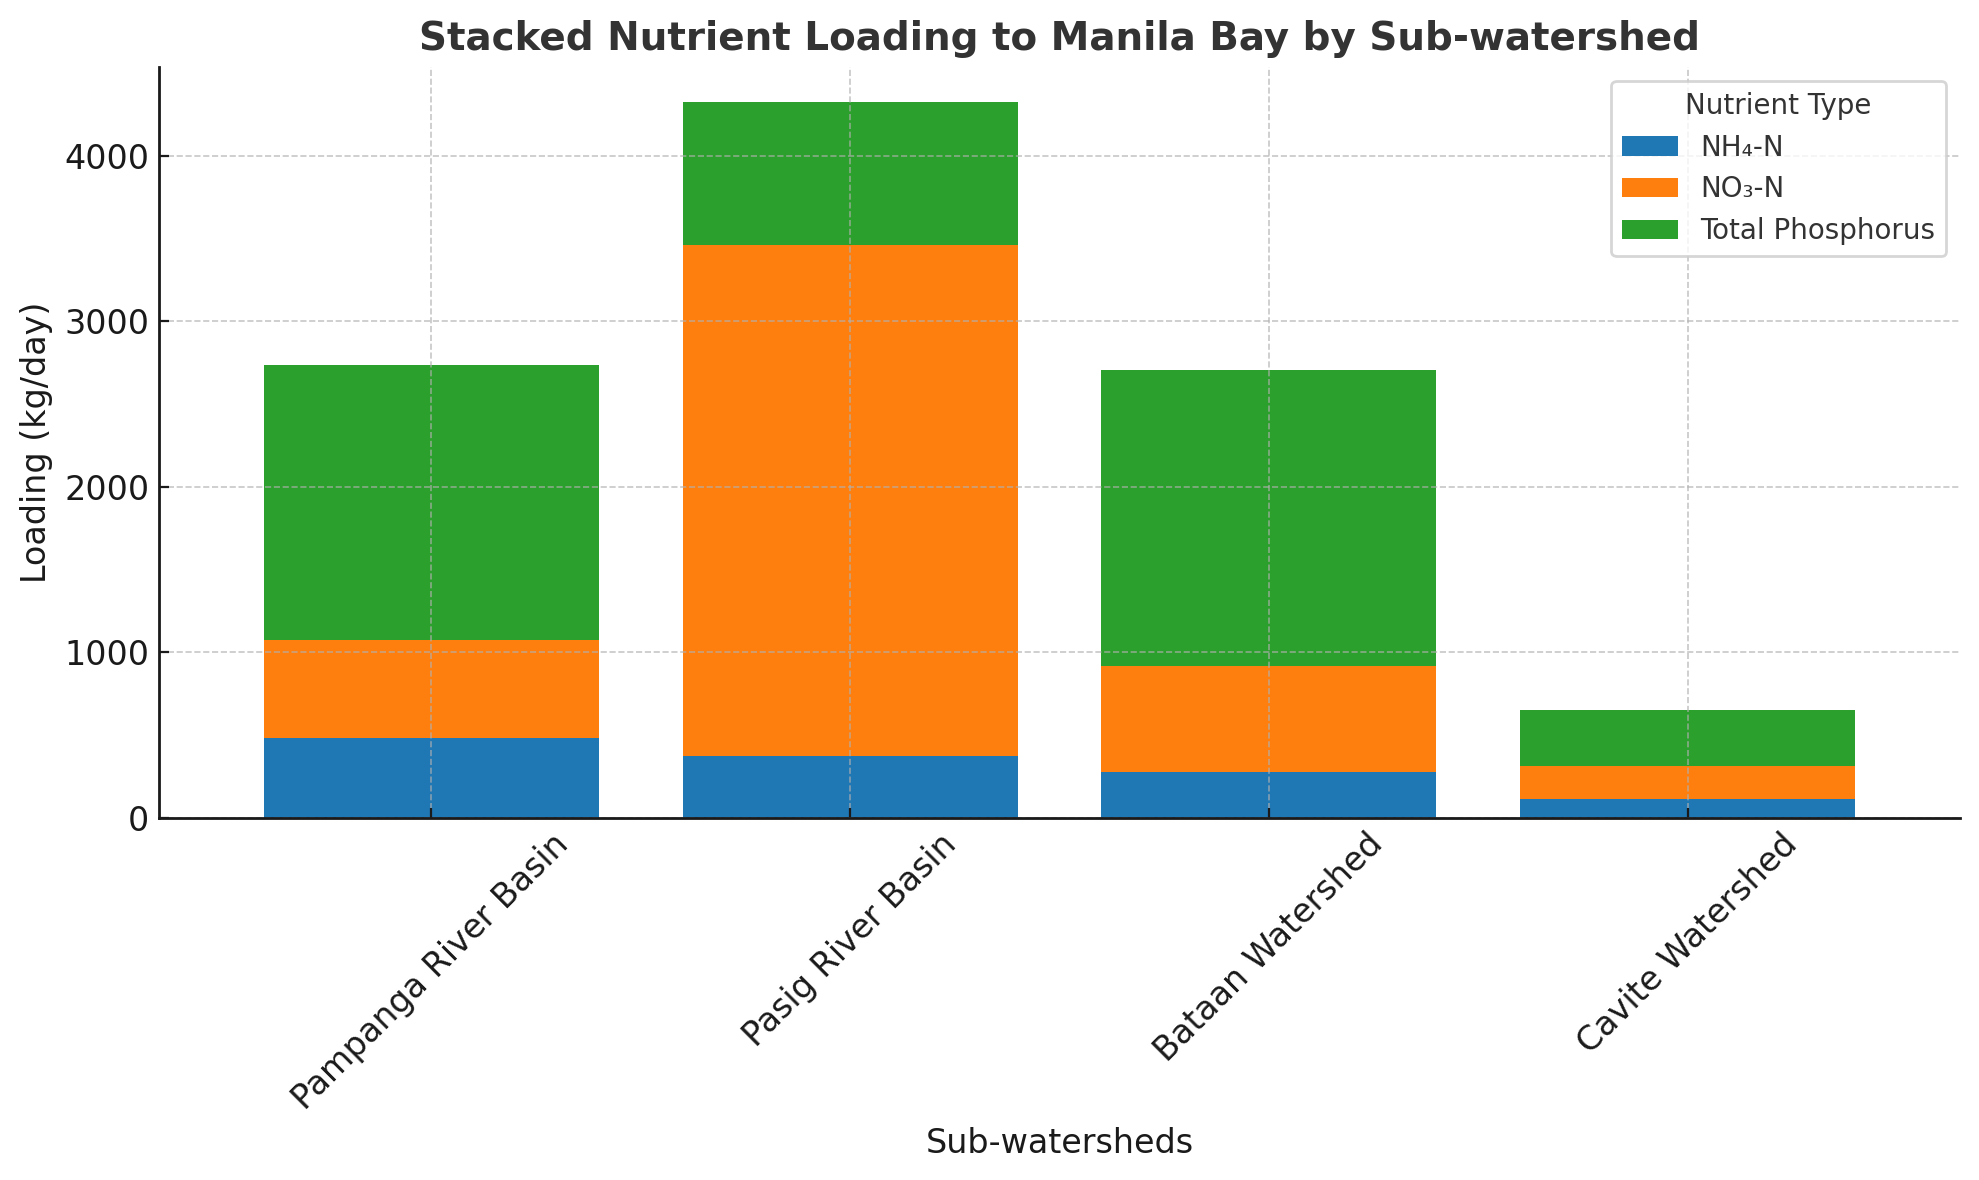 Stacked Nutrient Loading to Manila Bay by Sub-watershed
Nutrient Type
NH₄-N
NO₃-N
Total Phosphorus
Loading (kg/day)
4000
3000
2000
1000
0
Pampanga River Basin
Pasig River Basin
Bataan Watershed
Cavite Watershed
Sub-watersheds